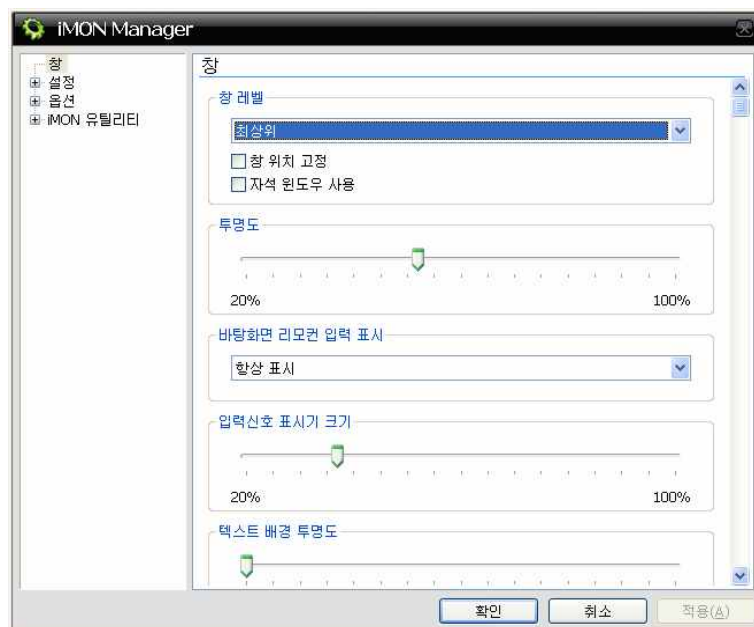 iMON Manager
창
설정
옵션
iMON 유틸리티
창
창 레벨
최상위
창 위치 고정
자석 윈도우 사용
투명도
20% 100%
바탕화면 리모컨 입력 표시
항상 표시
입력신호 표시기 크기
20% 100%
텍스트 배경 투명도
확인 취소 적용(A)